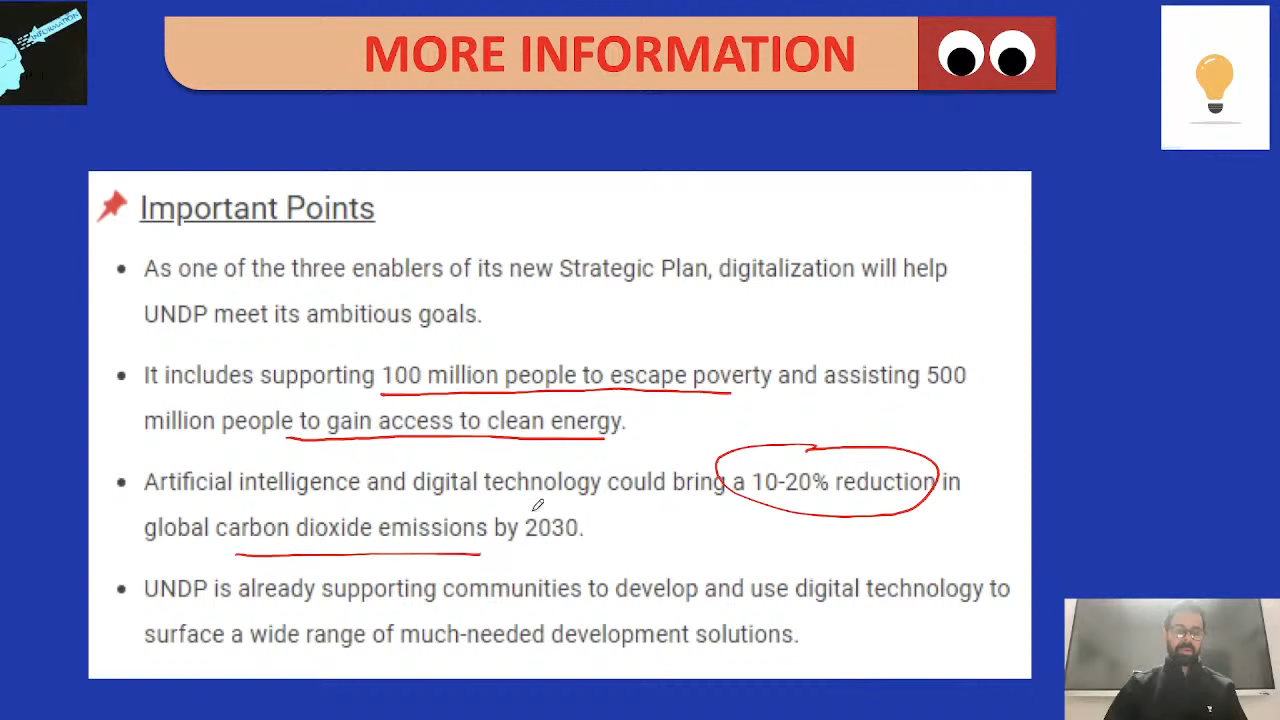 INFORMATION
MORE INFORMATION
Important Points
As one of the three enablers of its new Strategic Plan, digitalization will help
UNDP meet its ambitious goals.
It includes supporting 100 million people to escape poverty and assisting 500
million people to gain access to clean energy.
Artificial intelligence and digital technology could bring a 10-20% reduction in
global carbon dioxide emissions by 2030.
UNDP is already supporting communities to develop and use digital technology to
surface a wide range of much-needed development solutions.